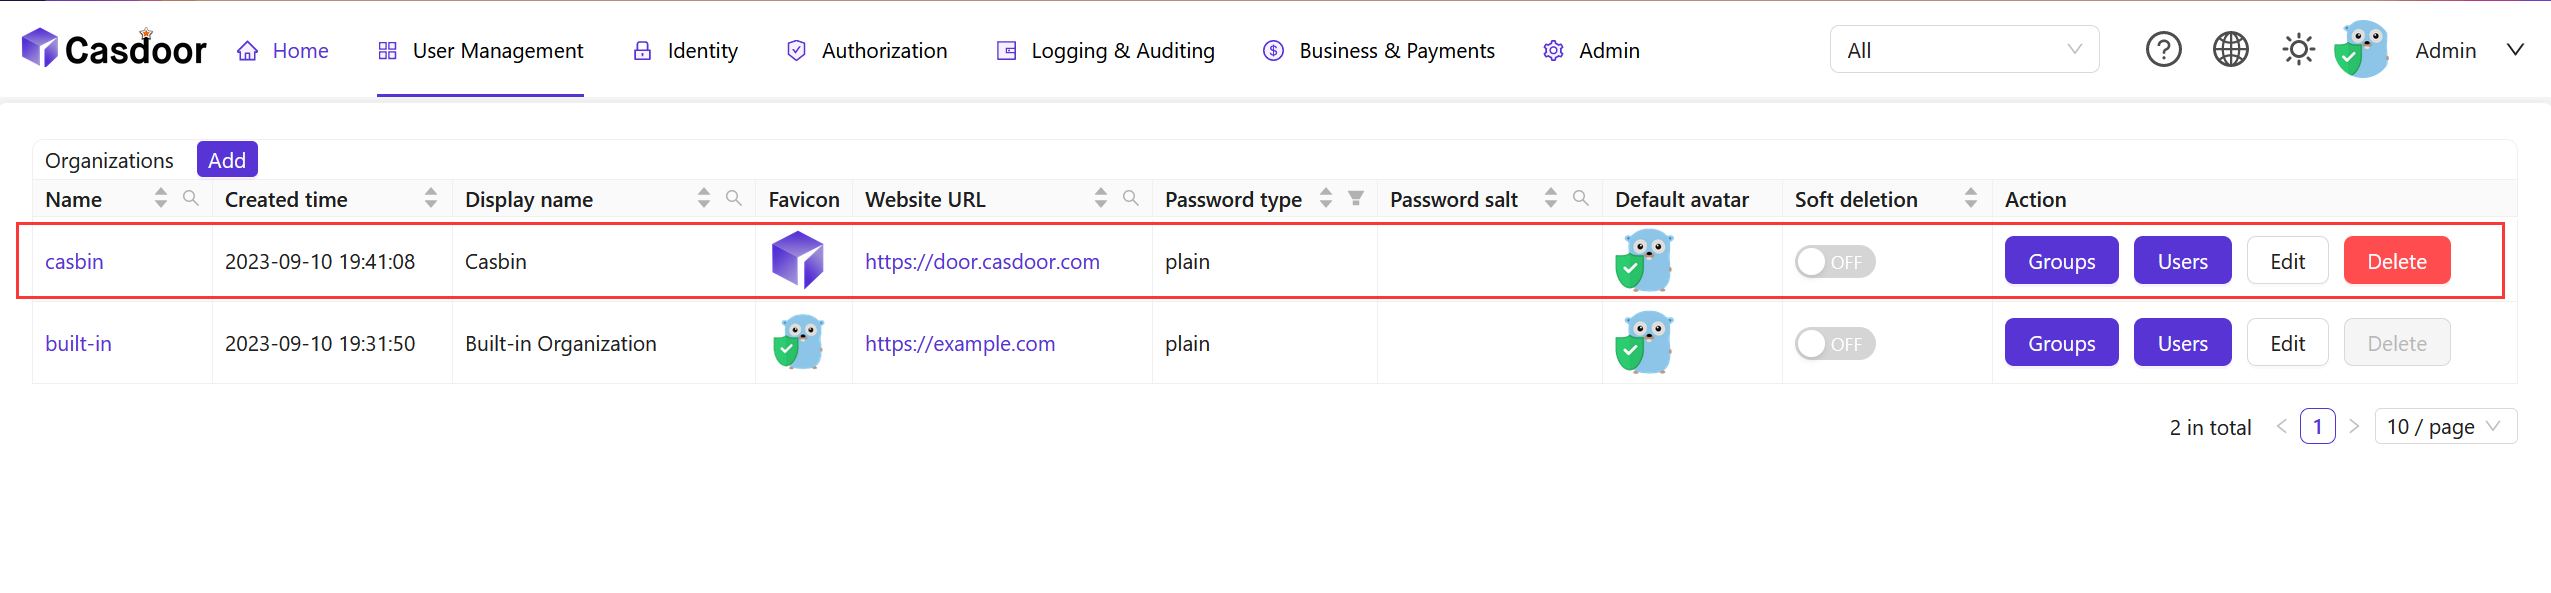 Casdoor Home User Management Identity Authorization Logging & Auditing Business & Payments Admin All Admin
Organizations Add
Name Created time Display name Favicon Website URL Password type Password salt Default avatar Soft deletion Action
casbin 2023-09-10 19:41:08 Casbin https://door.casdoor.com plain OFF Groups Users Edit Delete
built-in 2023-09-10 19:31:50 Built-in Organization https://example.com plain OFF Groups Users Edit Delete
2 in total < 1 > 10 / page